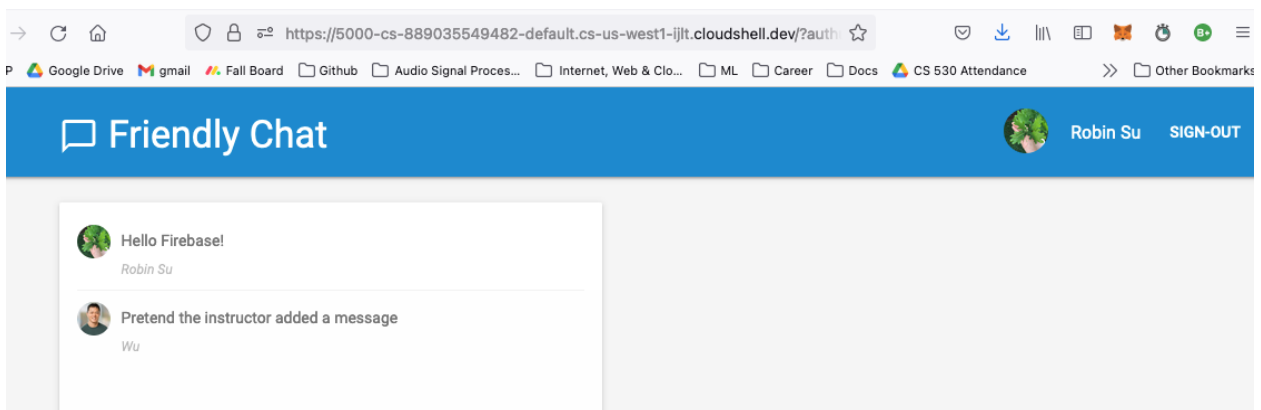 https://5000-cs-889035549482-default.cs-us-west1-ijlt.cloudshell.dev/?auth
P Google Drive gmail Fall Board Github Audio Signal Proces... Internet, Web & Clo... ML Career Docs CS 530 Attendance Other Bookmarks
Friendly Chat Robin Su SIGN-OUT
Hello Firebase!
Robin Su
Pretend the instructor added a message
Wu